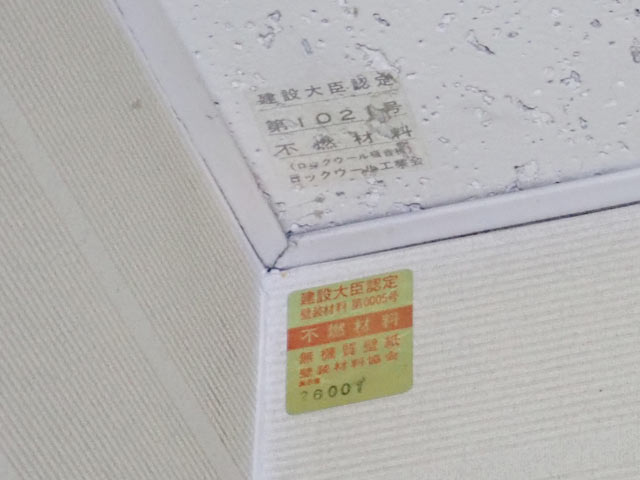 建設大臣認定
第1021号
不燃材料
ロックウール工業会
建設大臣認定
壁装材料 第0005号
不燃材料
無機質壁紙
壁装材料協会